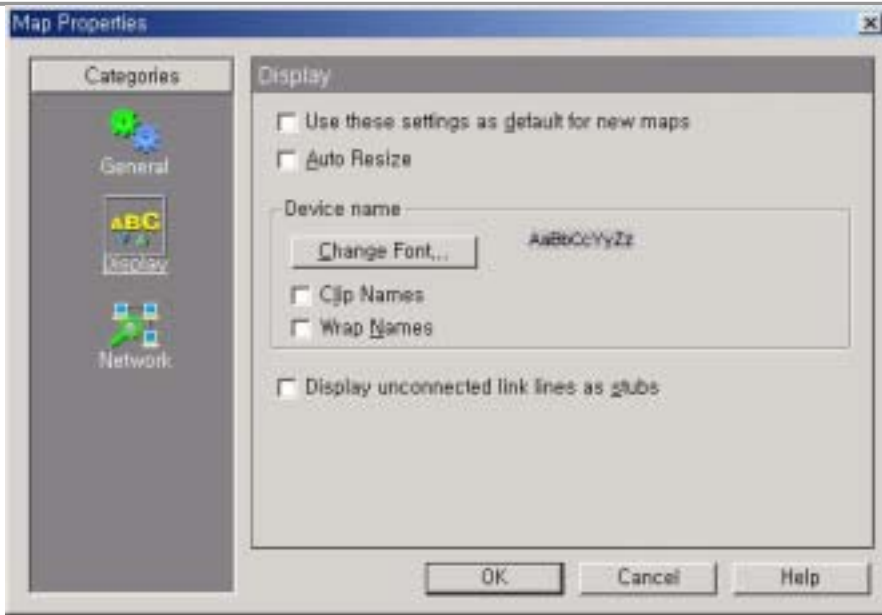 Map Properties
Categories
General
ABC
Display
Network
Display
Use these settings as default for new maps
Auto Resize
Device name
Change Font...
AaBbCcYyZz
Clip Names
Wrap Names
Display unconnected link lines as stubs
OK
Cancel
Help